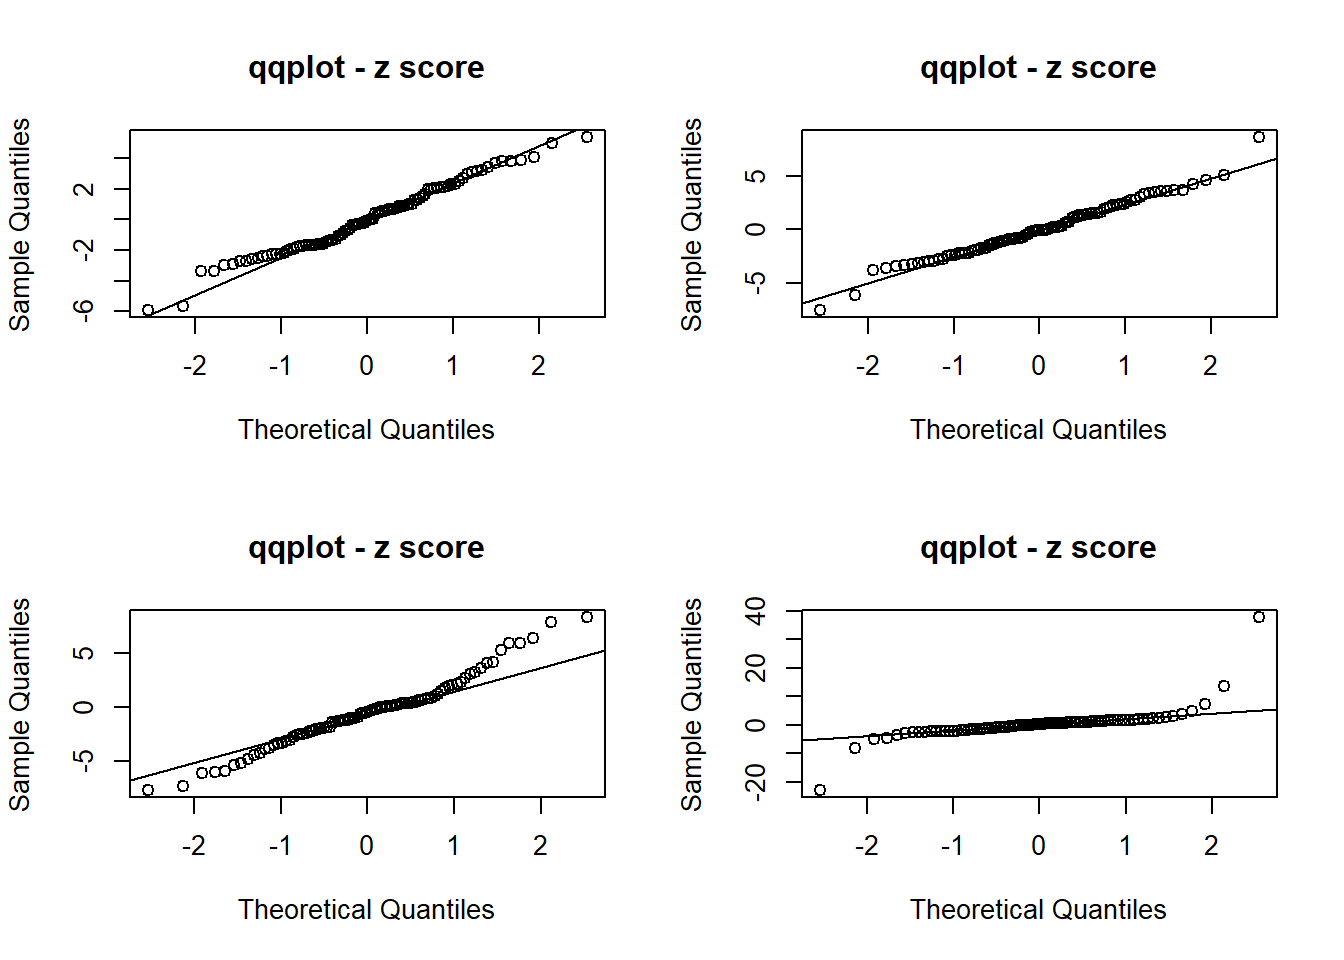 qqplot - z score
Sample Quantiles
2
-2
-6
-2 -1 0 1 2
Theoretical Quantiles
qqplot - z score
Sample Quantiles
5
0
-5
-2 -1 0 1 2
Theoretical Quantiles
qqplot - z score
Sample Quantiles
5
0
-5
-2 -1 0 1 2
Theoretical Quantiles
qqplot - z score
Sample Quantiles
40
20
0
-20
-2 -1 0 1 2
Theoretical Quantiles